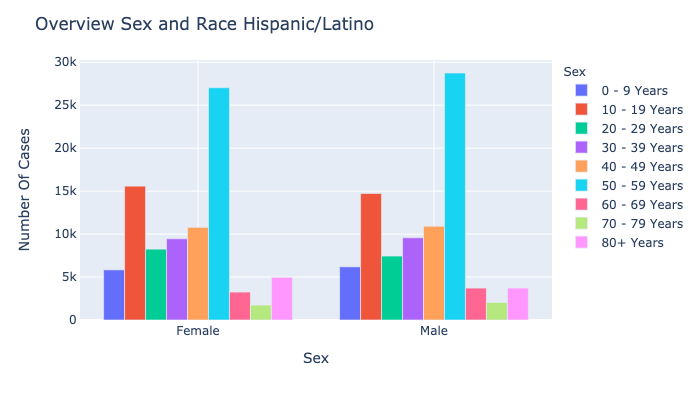 Overview Sex and Race Hispanic/Latino
30k
25k
20k
15k
10k
5k
0
Number Of Cases
Female
Male
Sex
Sex
0 - 9 Years
10 - 19 Years
20 - 29 Years
30 - 39 Years
40 - 49 Years
50 - 59 Years
60 - 69 Years
70 - 79 Years
80+ Years